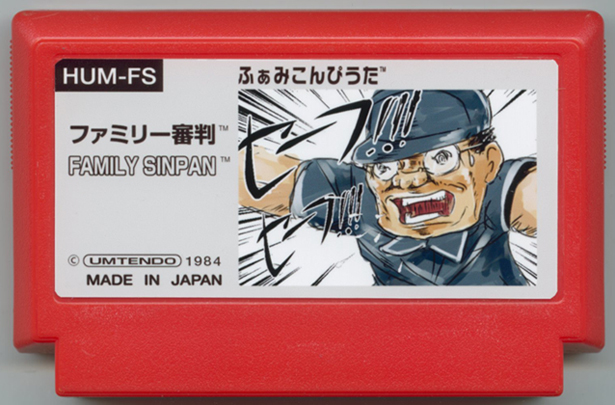 HUM-FS
ふぁみこんぴうた™
ファミリー審判™
FAMILY SINPAN™
セーフ!!!!
セーフ!!!!
© UMTENDO 1984
MADE IN JAPAN